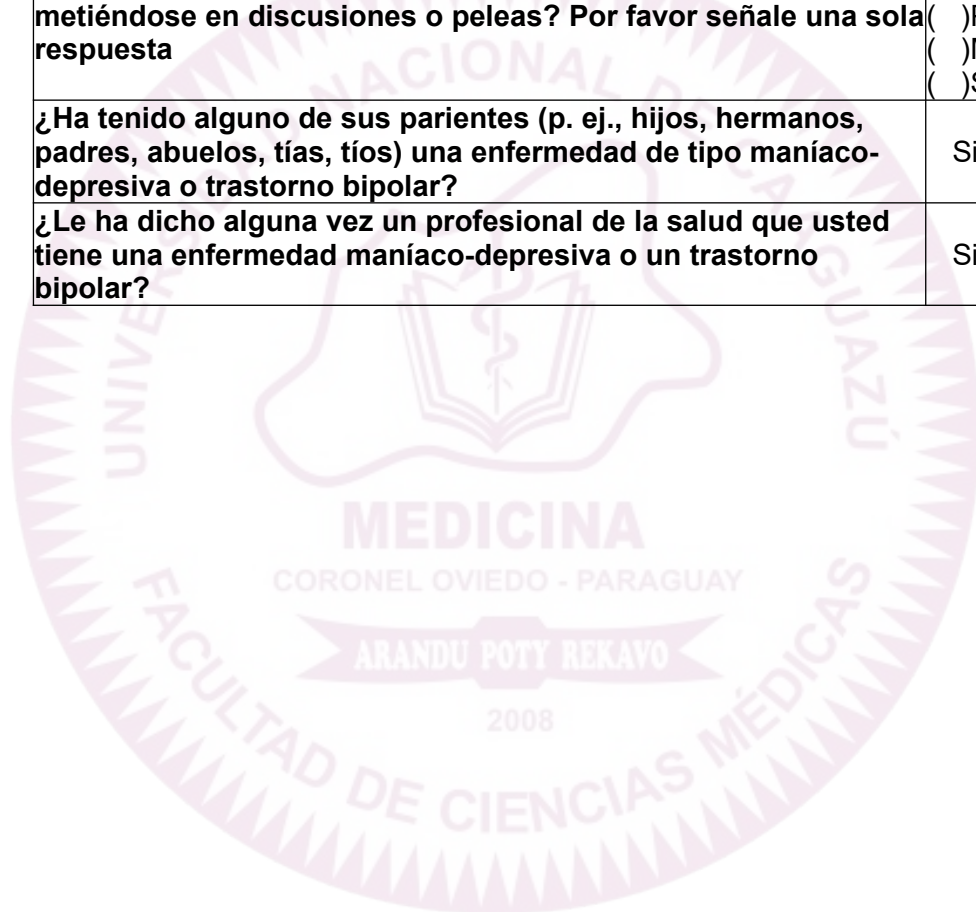 metiéndose en discusiones o peleas? Por favor señale una sola ( )
respuesta ( )
( )
¿Ha tenido alguno de sus parientes (p. ej., hijos, hermanos,
padres, abuelos, tías, tíos) una enfermedad de tipo maníaco- Si
depresiva o trastorno bipolar?
¿Le ha dicho alguna vez un profesional de la salud que usted
tiene una enfermedad maníaco-depresiva o un trastorno Si
bipolar?
UNIVERSIDAD NACIONAL DE CAAGUAZÚ
MEDICINA
CORONEL OVIEDO - PARAGUAY
ARANDU POTY REKAVO
2008
FACULTAD DE CIENCIAS MÉDICAS